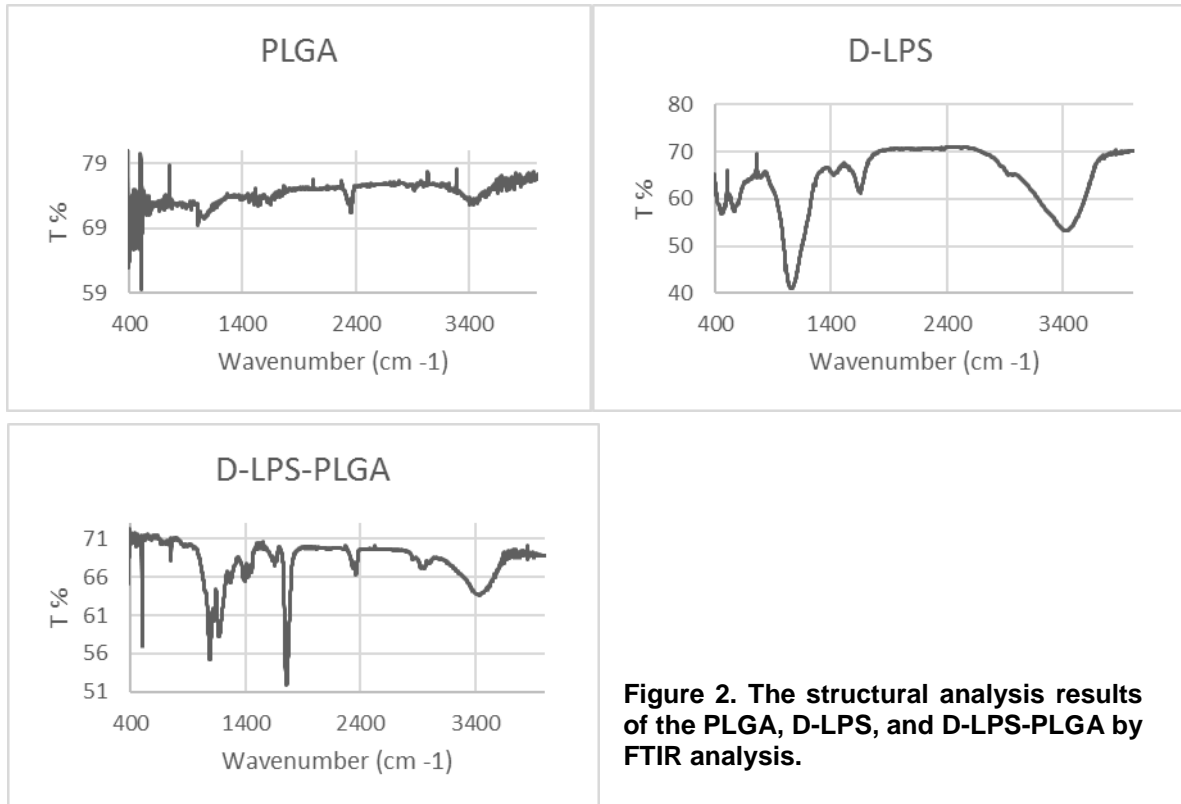 PLGA
79
69
59
T %
400 1400 2400 3400
Wavenumber (cm -1)
D-LPS
80
70
60
50
40
T %
400 1400 2400 3400
Wavenumber (cm -1)
D-LPS-PLGA
71
66
61
56
51
T %
400 1400 2400 3400
Wavenumber (cm -1)
Figure 2. The structural analysis results
of the PLGA, D-LPS, and D-LPS-PLGA by
FTIR analysis.